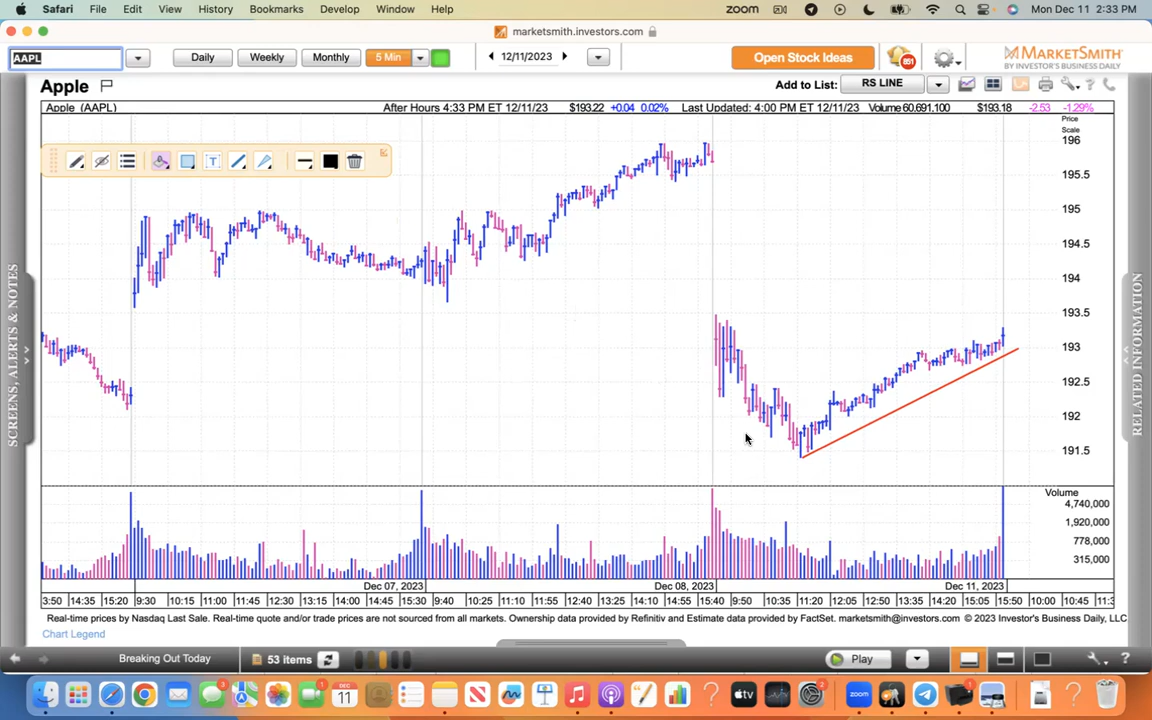 Safari File Edit View History Bookmarks Develop Window Help zoom Mon Dec 11 2:33 PM
marketsmith.investors.com
AAPL Daily Weekly Monthly 5 Min 12/11/2023 Open Stock Ideas 851 MARKETSMITH
BY INVESTOR'S BUSINESS DAILY
Apple Add to List: RS LINE
Apple (AAPL) After Hours 4:33 PM ET 12/11/23 $193.22 +0.04 0.02% Last Updated: 4:00 PM ET 12/11/23 Volume 60,691,100 $193.18 -2.53 -1.29%
Price
Scale
196
T
195.5
195
194.5
194
193.5
193
192.5
192
191.5
SCREENS, ALERTS & NOTES
RELATED INFORMATION
Volume
4,740,000
1,920,000
778,000
315,000
Dec 07, 2023 Dec 08, 2023 Dec 11, 2023
3:50 14:35 15:20 9:30 10:15 11:00 11:45 12:30 13:15 14:00 14:45 15:30 9:40 10:25 11:10 11:55 12:40 13:25 14:10 14:55 15:40 9:50 10:35 11:20 12:05 12:50 13:35 14:20 15:05 15:50 10:00 10:45 11:3
Real-time prices by Nasdaq Last Sale. Real-time quote and/or trade prices are not sourced from all markets. Ownership data provided by Refinitiv and Estimate data provided by FactSet. marketsmith@investors.com © 2023 Investor's Business Daily, LLC
Chart Legend
Breaking Out Today 53 items Play ?
DEC
11 tv zoom